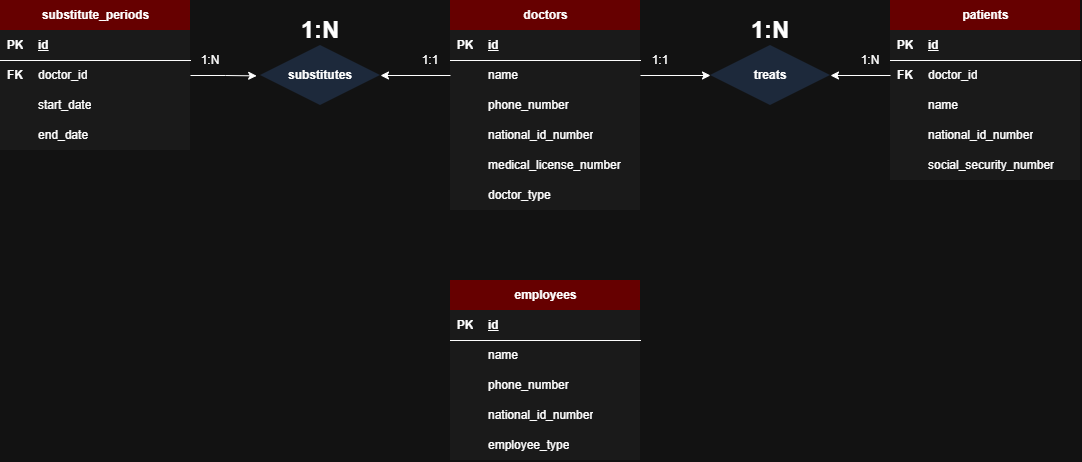 substitute_periods
PK id
FK doctor_id
start_date
end_date
1:N
1:N
substitutes
1:1
doctors
PK id
name
phone_number
national_id_number
medical_license_number
doctor_type
1:1
1:N
treats
1:N
patients
PK id
FK doctor_id
name
national_id_number
social_security_number
employees
PK id
name
phone_number
national_id_number
employee_type